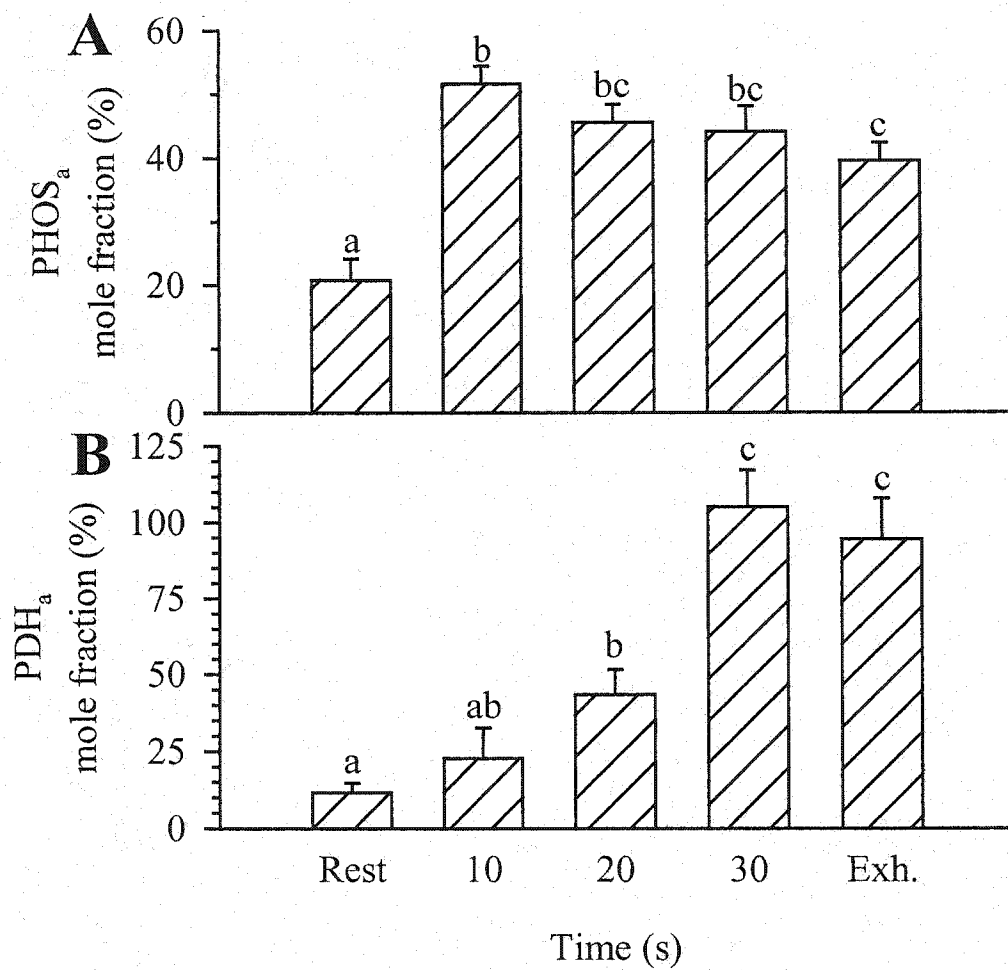 A
PHOSa
mole fraction (%)
60
40
20
0
a
b
bc
bc
c
B
PDHa
mole fraction (%)
125
100
75
50
25
0
a
ab
b
c
c
Rest 10 20 30 Exh.
Time (s)